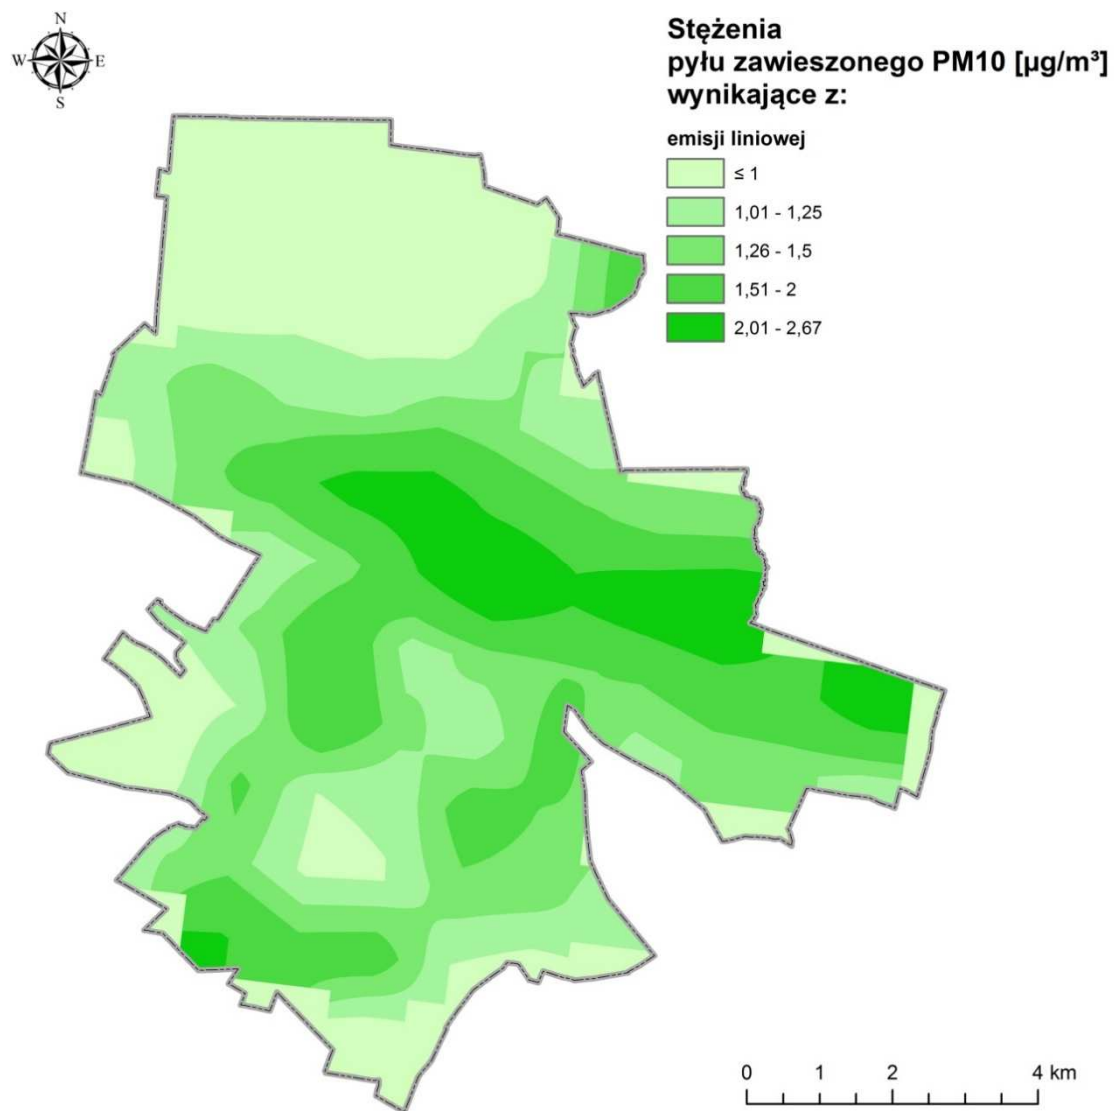 N
W E
S
Stężenia
pyłu zawieszonego PM10 [µg/m³]
wynikające z:
emisji liniowej
≤ 1
1,01 - 1,25
1,26 - 1,5
1,51 - 2
2,01 - 2,67
0 1 2 4 km